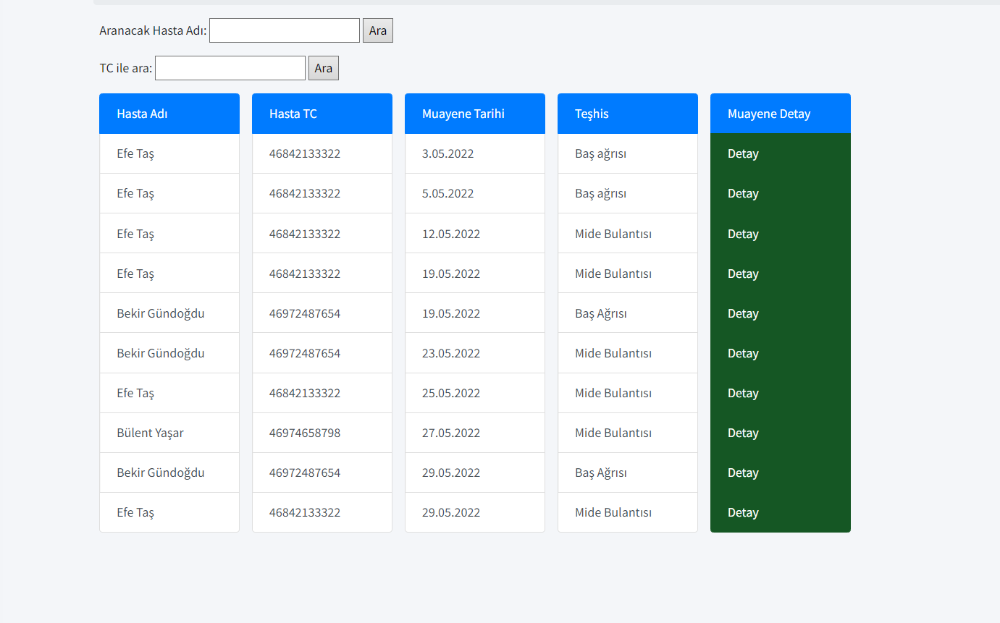 Aranacak Hasta Adı: Ara
TC ile ara: Ara
Hasta Adı Hasta TC Muayene Tarihi Teşhis Muayene Detay
Efe Taş 46842133322 3.05.2022 Baş ağrısı Detay
Efe Taş 46842133322 5.05.2022 Baş ağrısı Detay
Efe Taş 46842133322 12.05.2022 Mide Bulantısı Detay
Efe Taş 46842133322 19.05.2022 Mide Bulantısı Detay
Bekir Gündoğdu 46972487654 19.05.2022 Baş Ağrısı Detay
Bekir Gündoğdu 46972487654 23.05.2022 Mide Bulantısı Detay
Efe Taş 46842133322 25.05.2022 Mide Bulantısı Detay
Bülent Yaşar 46974658798 27.05.2022 Mide Bulantısı Detay
Bekir Gündoğdu 46972487654 29.05.2022 Baş Ağrısı Detay
Efe Taş 46842133322 29.05.2022 Mide Bulantısı Detay